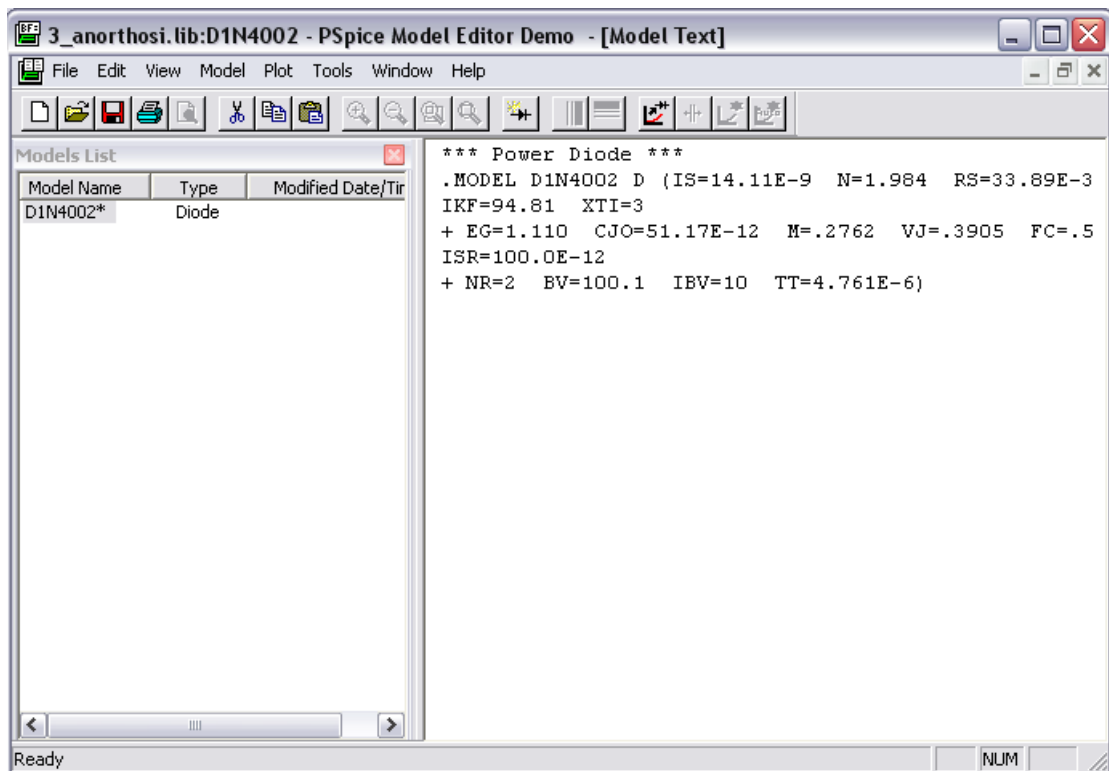 BF:
3_anorthosi.lib:D1N4002 - PSpice Model Editor Demo - [Model Text]
File Edit View Model Plot Tools Window Help
Models List
Model Name Type Modified Date/Tir
D1N4002* Diode
*** Power Diode ***
.MODEL D1N4002 D (IS=14.11E-9 N=1.984 RS=33.89E-3
IKF=94.81 XTI=3
+ EG=1.110 CJO=51.17E-12 M=.2762 VJ=.3905 FC=.5
ISR=100.0E-12
+ NR=2 BV=100.1 IBV=10 TT=4.761E-6)
Ready NUM